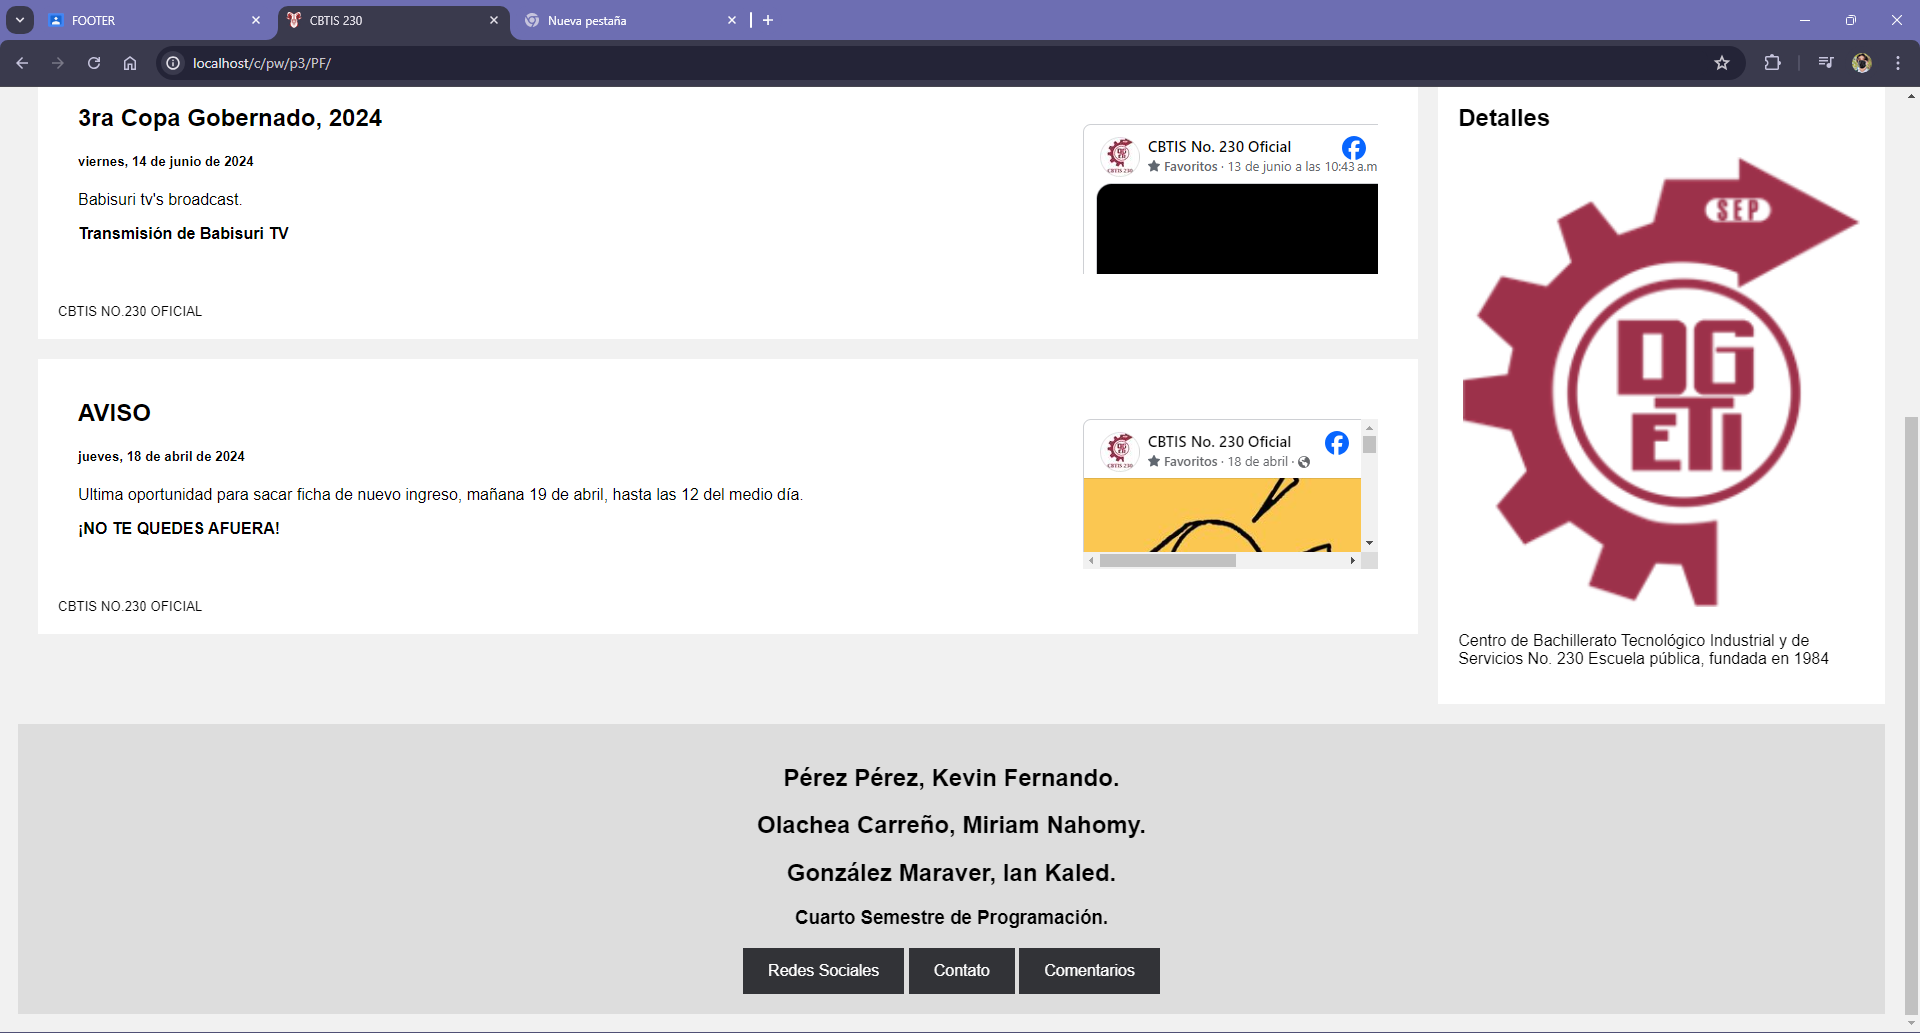 FOOTER
CBTIS 230
Nueva pestaña
localhost/c/pw/p3/PF/
3ra Copa Gobernado, 2024
viernes, 14 de junio de 2024
Babisuri tv's broadcast.
Transmisión de Babisuri TV
CBTIS No. 230 Oficial
Favoritos · 13 de junio a las 10:43 a.m
CBTIS 230
CBTIS NO.230 OFICIAL
AVISO
jueves, 18 de abril de 2024
Ultima oportunidad para sacar ficha de nuevo ingreso, mañana 19 de abril, hasta las 12 del medio día.
¡NO TE QUEDES AFUERA!
CBTIS No. 230 Oficial
Favoritos · 18 de abril ·
CBTIS 230
CBTIS NO.230 OFICIAL
Detalles
SEP
DG
ETI
Centro de Bachillerato Tecnológico Industrial y de
Servicios No. 230 Escuela pública, fundada en 1984
Pérez Pérez, Kevin Fernando.
Olachea Carreño, Miriam Nahomy.
González Maraver, Ian Kaled.
Cuarto Semestre de Programación.
Redes Sociales
Contato
Comentarios